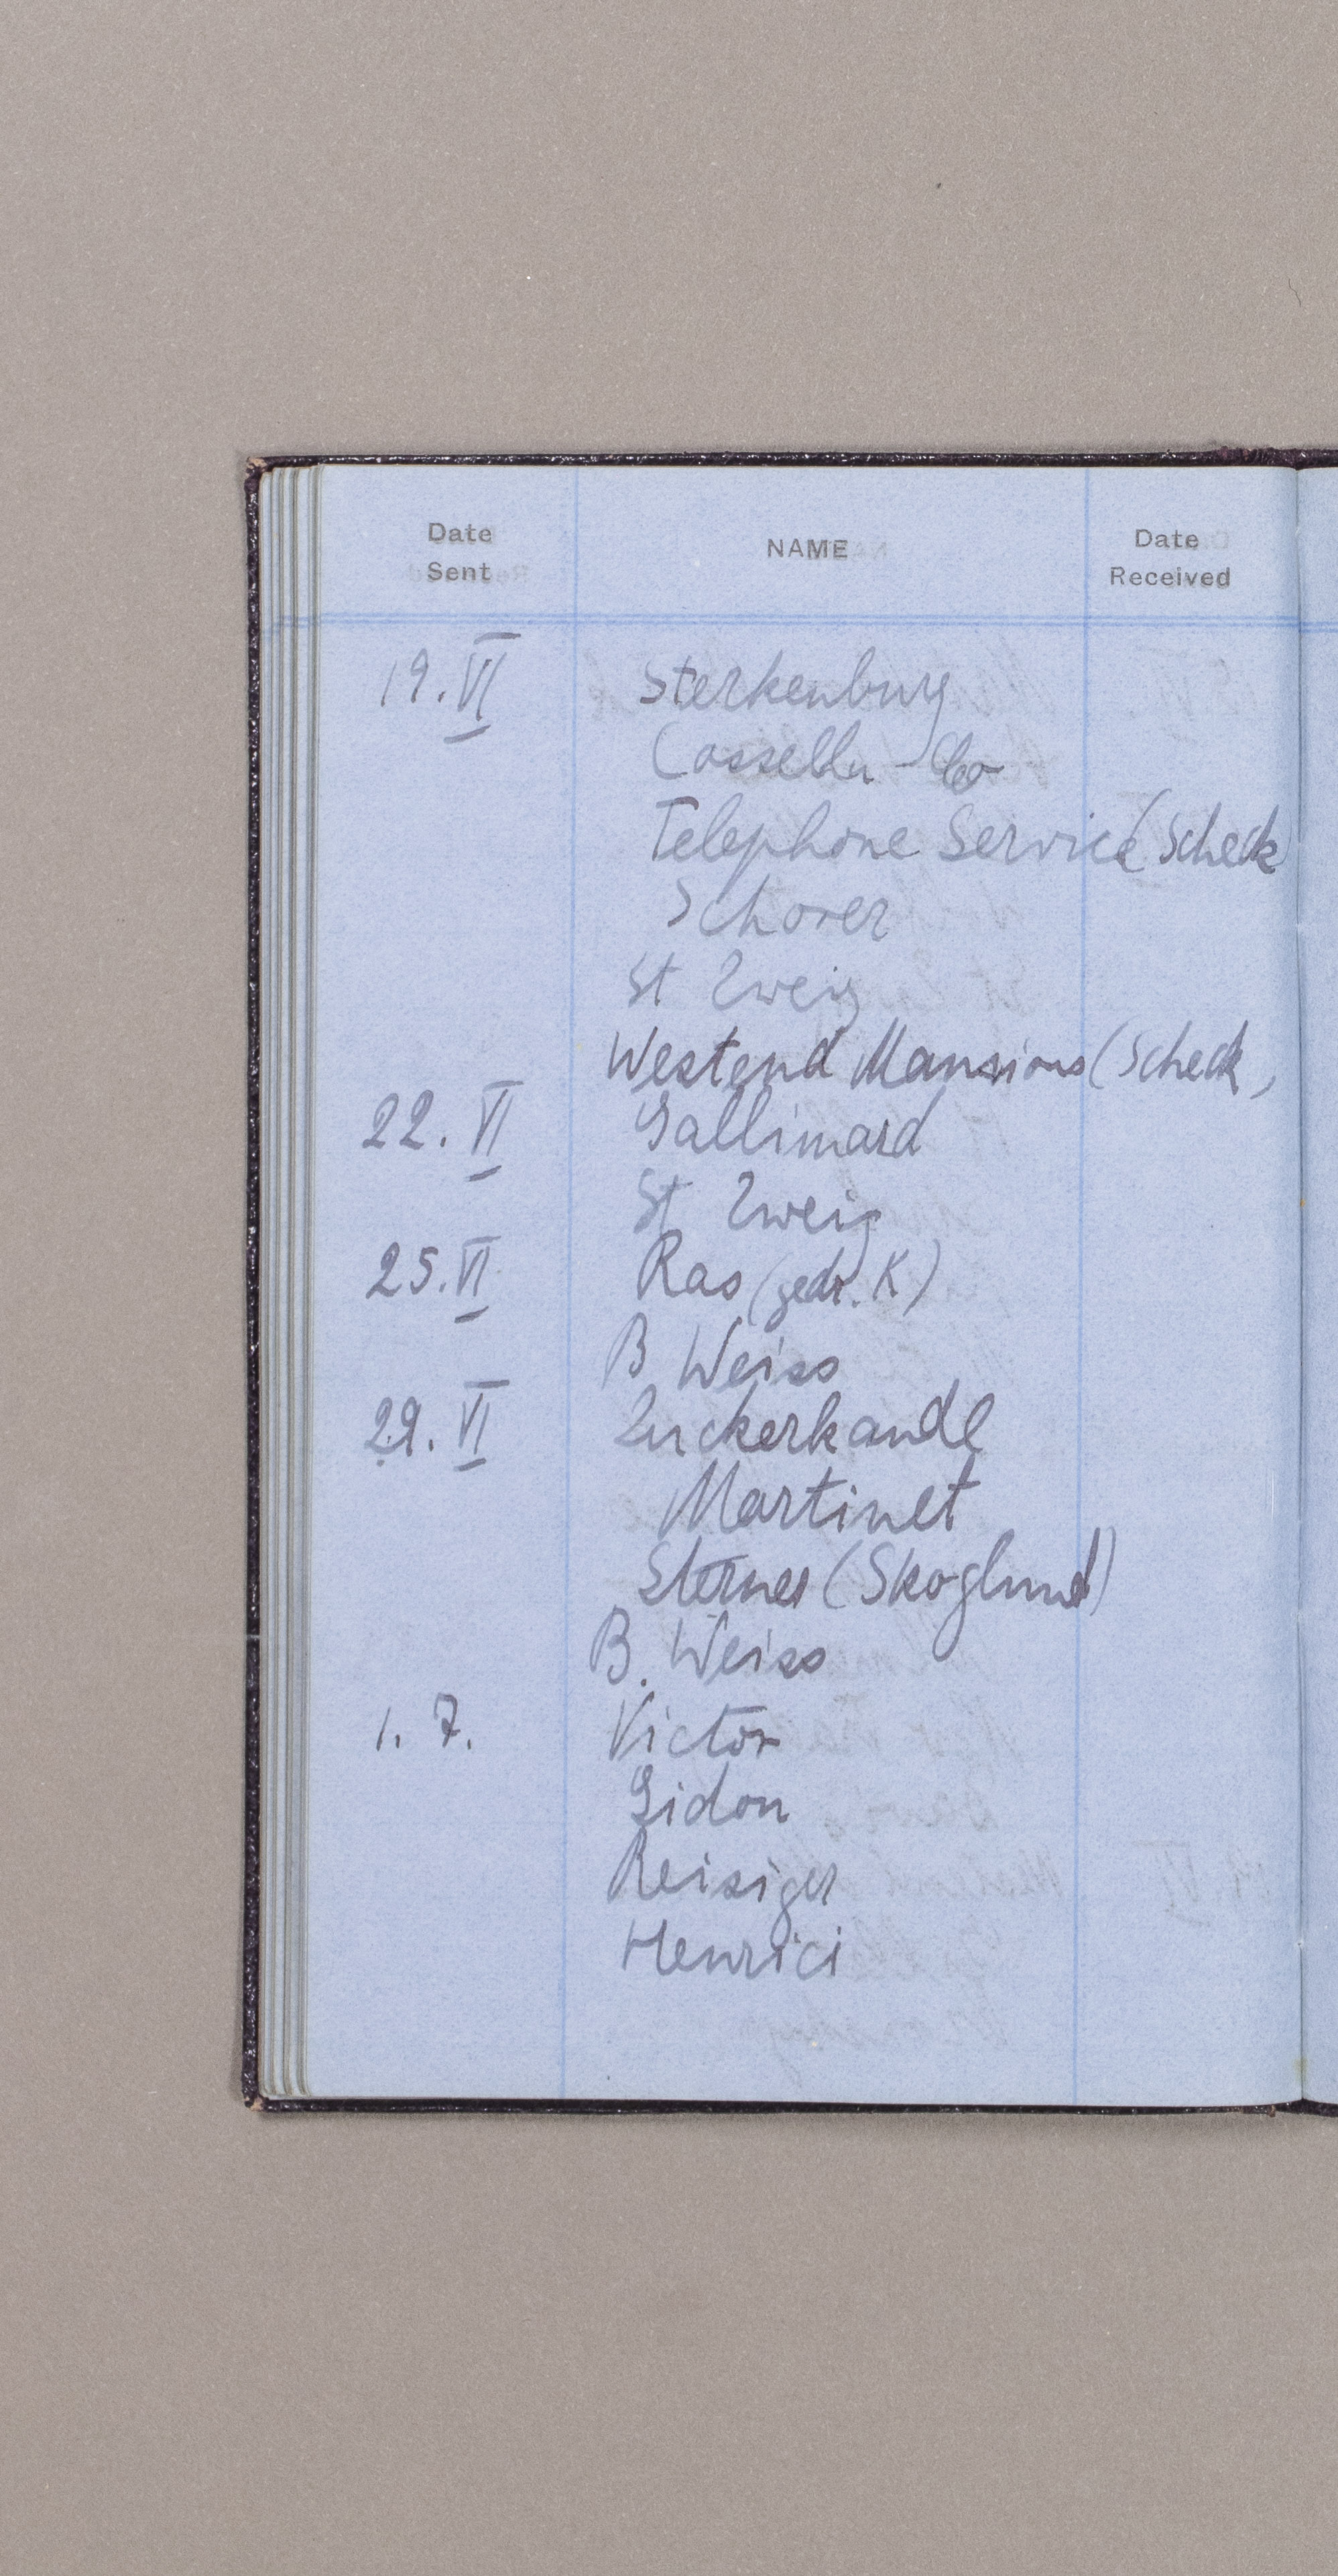 Date Sent NAME Date Received
19. VI Sterkenburg
Cassell & Co
Telephone Service (Scheck
Schorer
St Zweig
Westend Mansions (Scheck)
22. VI Gallimard
St Zweig
25. VI Ras (gedr. K)
B Weiss
29. VI Zuckerkandl
Martinet
(Skoglund)
B. Weiss
1. 7. Victor
Gidon
Reisiger
Henrici